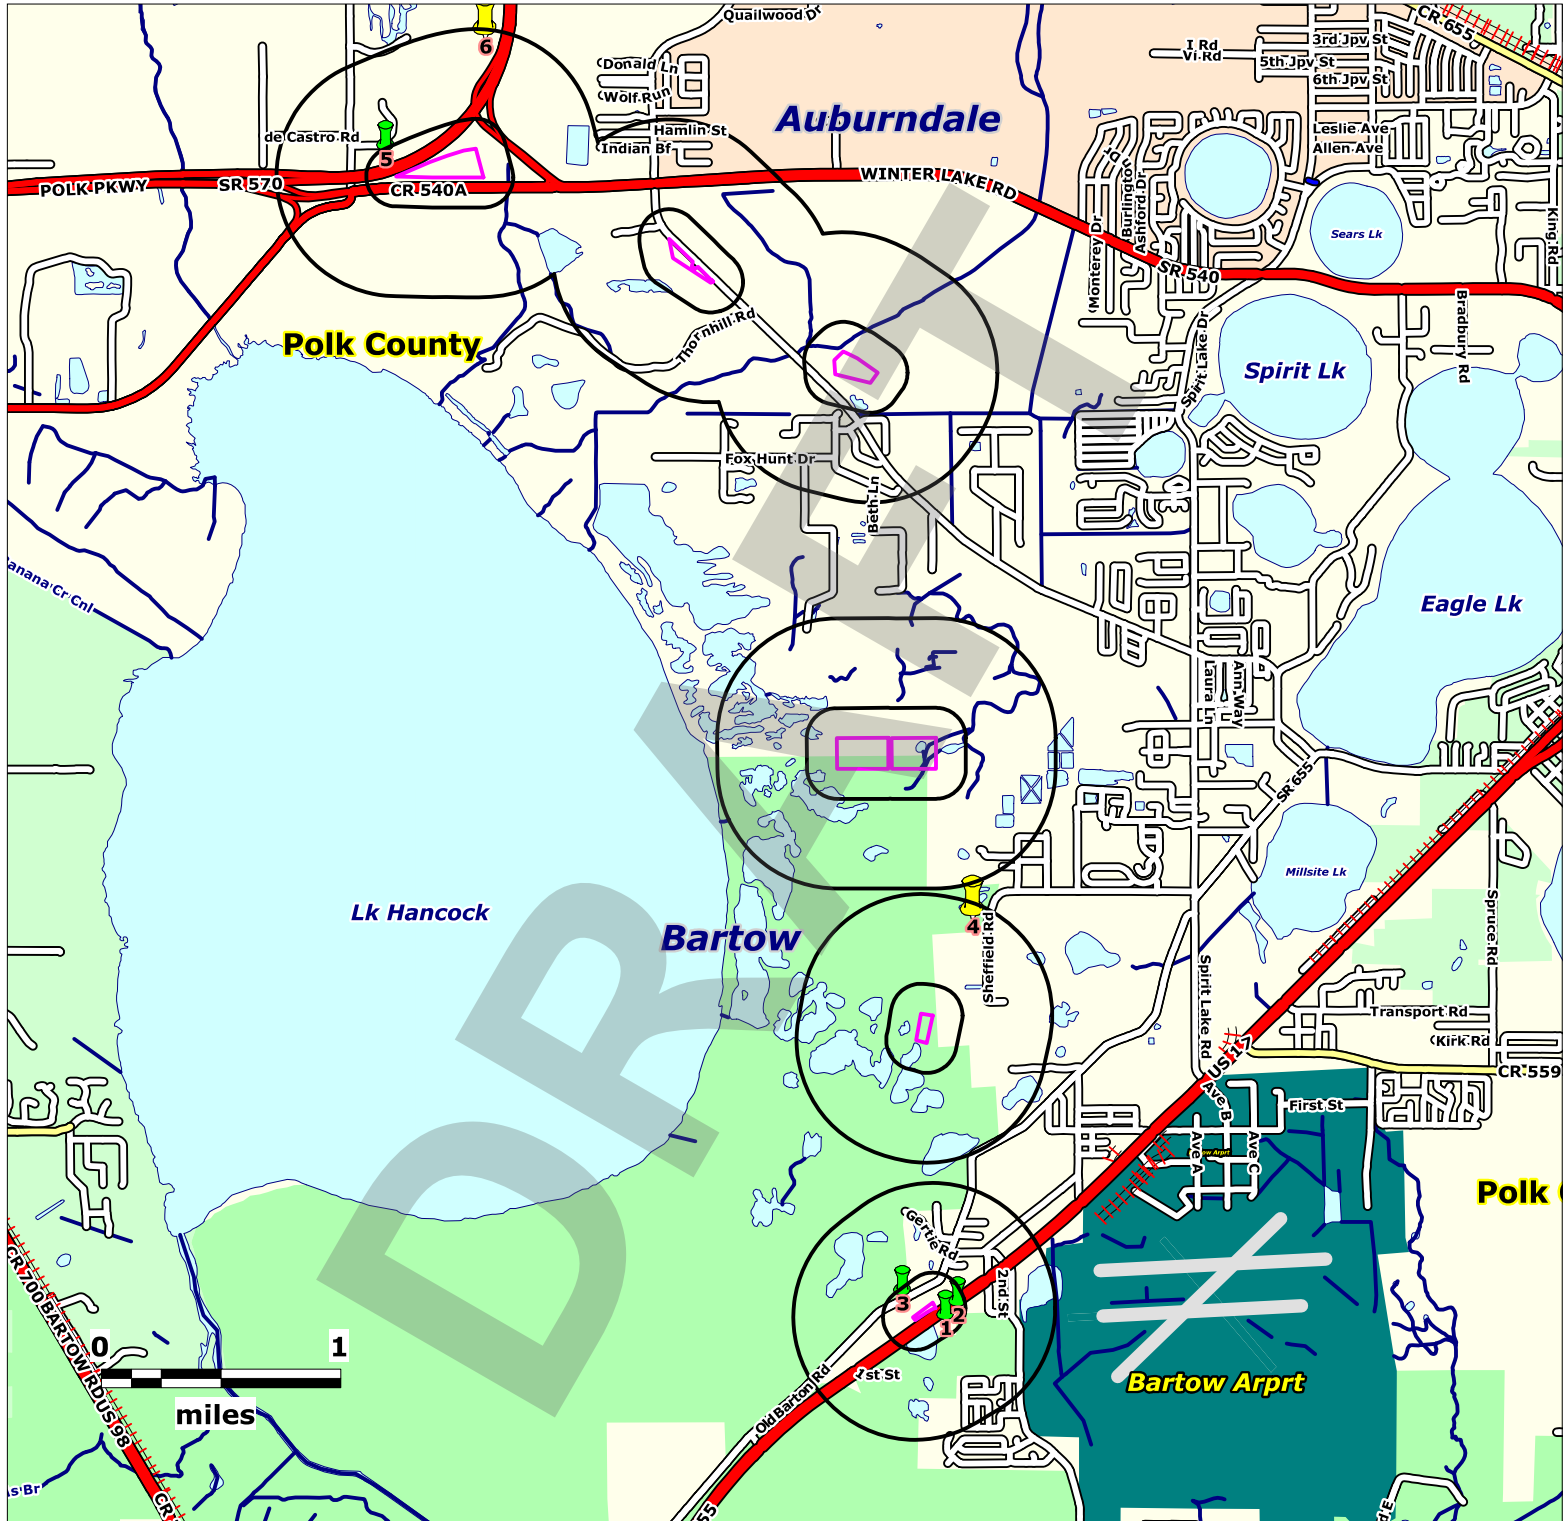 Quailwood Dr
CR 655
6
I Rd
Vi Rd
3rd Jpv St
5th Jpv St
6th Jpv St
Donald Ln
Wolf Run
Hamlin St
Indian Bf
Auburndale
Leslie Ave
Allen Ave
de Castro Rd
5
POLK PKWY
SR 570
CR 540A
WINTER LAKE RD
Burlington Dr
Ashford Dr
Monterey Dr
Sears Lk
King Rd
SR 540
Polk County
Thornhill Rd
Spirit Lake Dr
Spirit Lk
Bradbury Rd
Fox Hunt Dr
Beth Ln
Eagle Lk
Laura Ln
Ann Way
SR 655
Millsite Lk
Lk Hancock
Bartow
4
Sheffield Rd
Spruce Rd
Spirit Lake Rd
Transport Rd
Kirk Rd
US 17
CR 559
Ave B
First St
Ave A
Ave C
Polk
Gertie Rd
2nd St
3
2
1
CR 700
BARTOW RD
US 98
0 1
miles
1st St
Old Barton Rd
Bartow Arprt
DRAFT